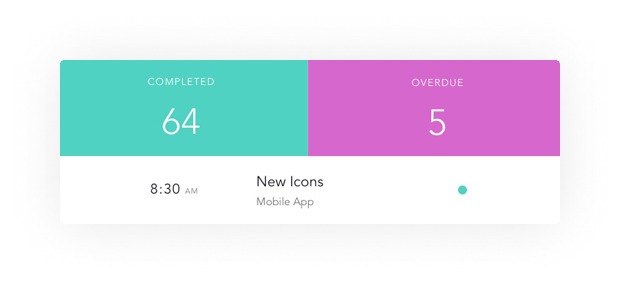 COMPLETED
64
OVERDUE
5
8:30 AM
New Icons
Mobile App